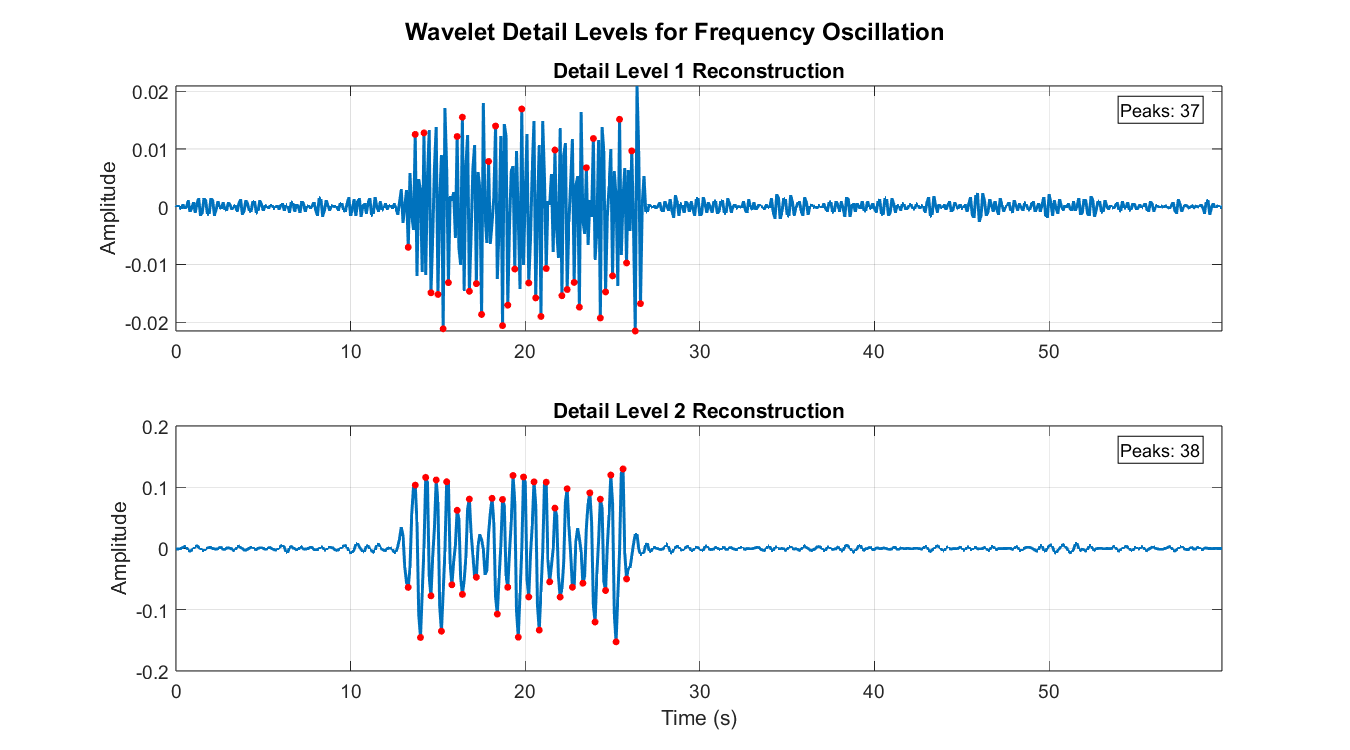 Wavelet Detail Levels for Frequency Oscillation
Detail Level 1 Reconstruction
Peaks: 37
0.02
0.01
0
-0.01
-0.02
Amplitude
0 10 20 30 40 50
Detail Level 2 Reconstruction
Peaks: 38
0.2
0.1
0
-0.1
-0.2
Amplitude
0 10 20 30 40 50
Time (s)